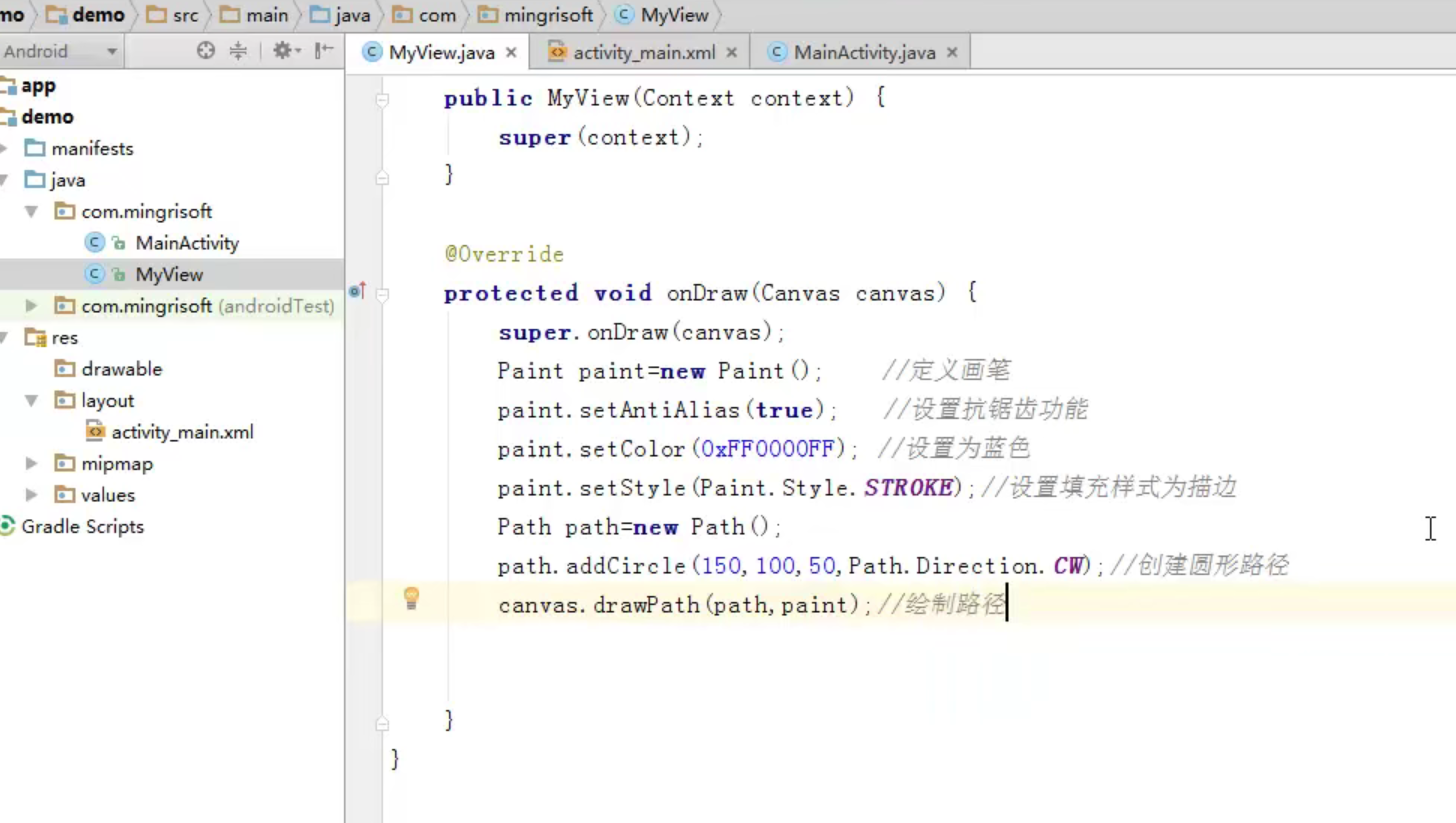 mo demo src main java com mingrisoft MyView
Android
MyView.java activity_main.xml MainActivity.java
app
demo
manifests
java
com.mingrisoft
MainActivity
MyView
com.mingrisoft (androidTest)
res
drawable
layout
activity_main.xml
mipmap
values
Gradle Scripts
public MyView(Context context) {
super(context);
}
@Override
protected void onDraw(Canvas canvas) {
super.onDraw(canvas);
Paint paint=new Paint(); //定义画笔
paint.setAntiAlias(true); //设置抗锯齿功能
paint.setColor(0xFF0000FF); //设置为蓝色
paint.setStyle(Paint.Style.STROKE);//设置填充样式为描边
Path path=new Path();
path.addCircle(150,100,50,Path.Direction.CW);//创建圆形路径
canvas.drawPath(path,paint);//绘制路径
}
}